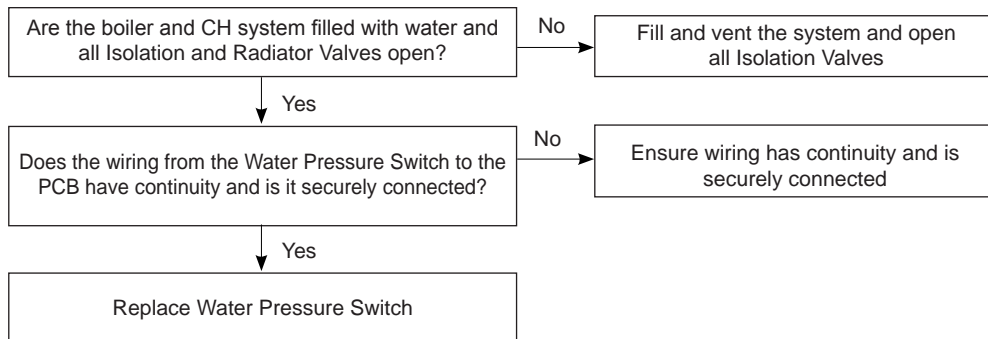 Are the boiler and CH system filled with water and
all Isolation and Radiator Valves open?
No
Fill and vent the system and open
all Isolation Valves
Yes
Does the wiring from the Water Pressure Switch to the
PCB have continuity and is it securely connected?
No
Ensure wiring has continuity and is
securely connected
Yes
Replace Water Pressure Switch